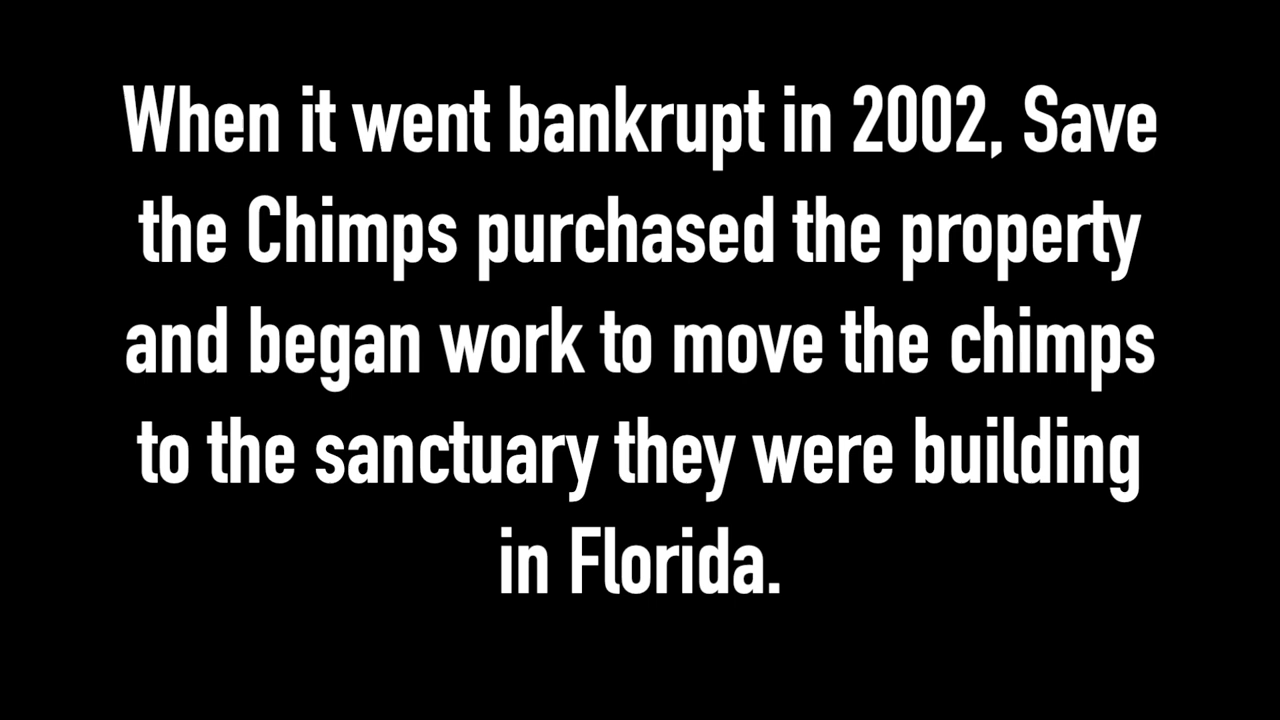 When it went bankrupt in 2002, Save
the Chimps purchased the property
and began work to move the chimps
to the sanctuary they were building
in Florida.